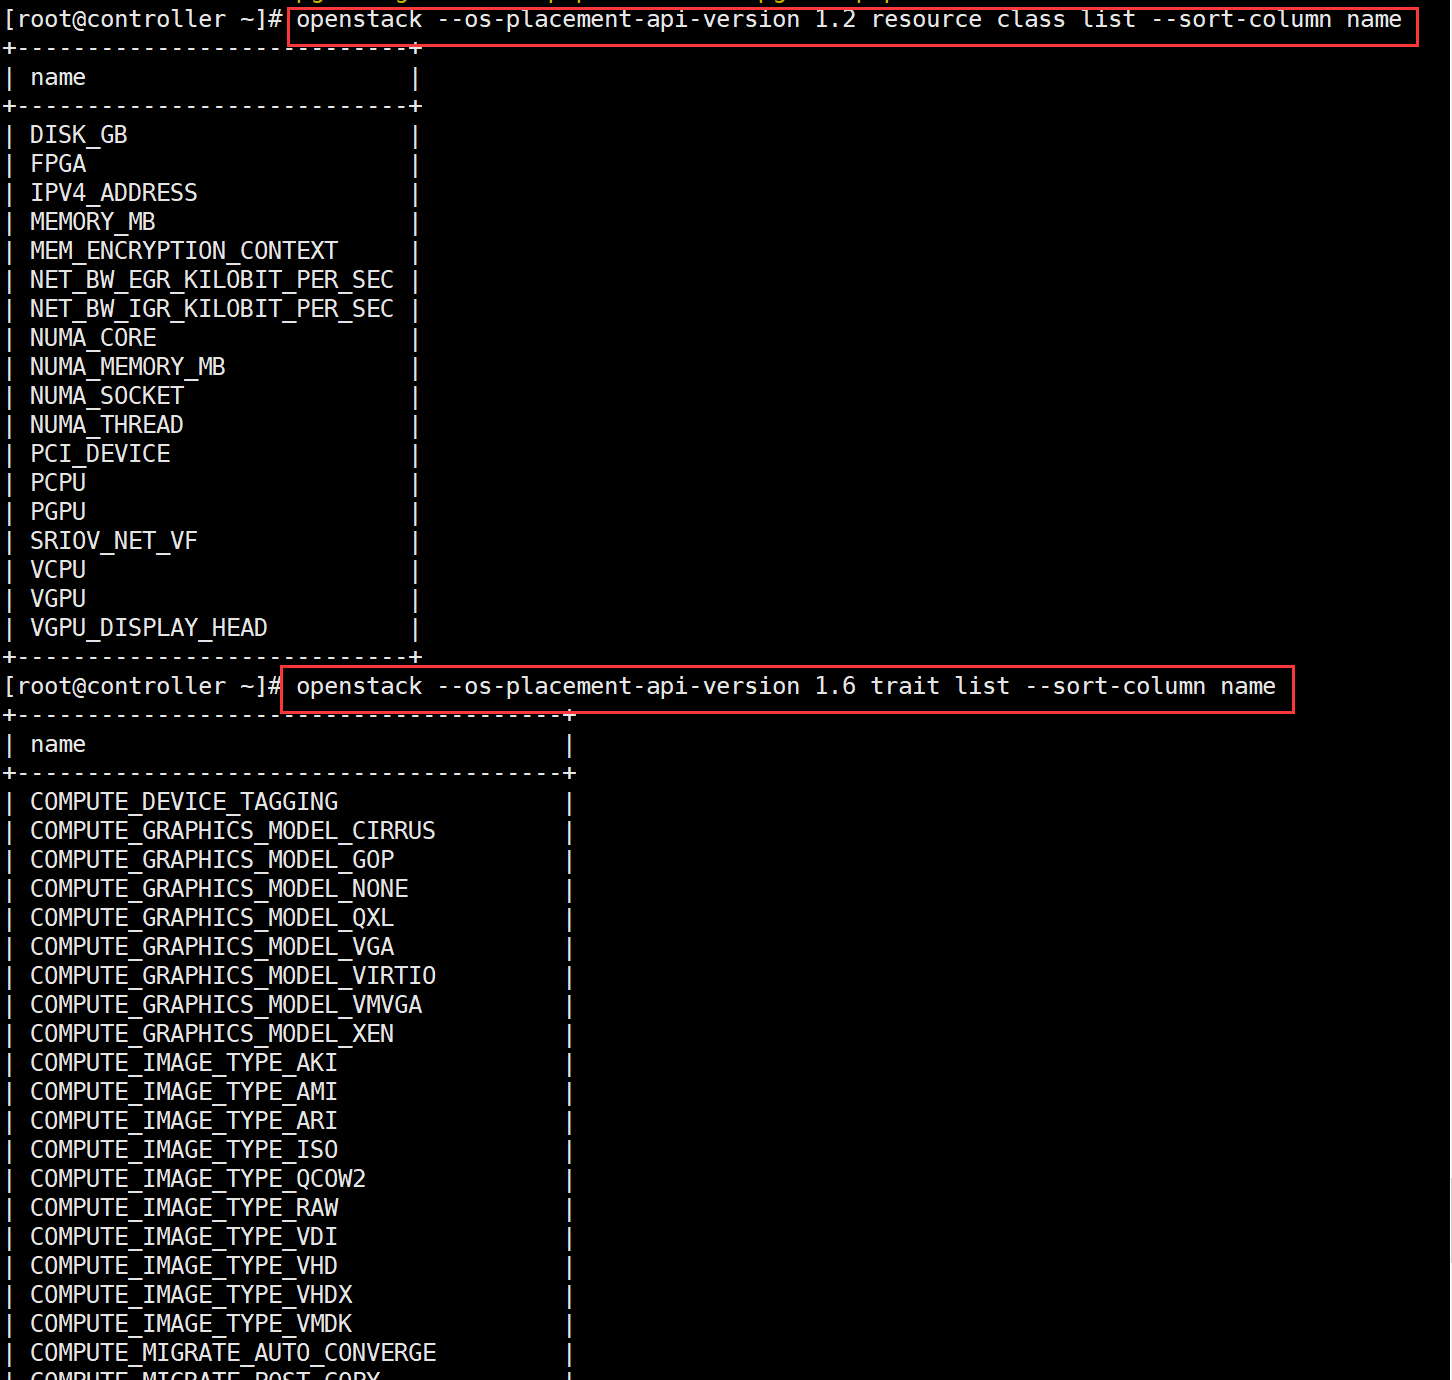 [root@controller ~]# openstack --os-placement-api-version 1.2 resource class list --sort-column name
+----------------------------+
| name                       |
+----------------------------+
| DISK_GB                    |
| FPGA                       |
| IPV4_ADDRESS               |
| MEMORY_MB                  |
| MEM_ENCRYPTION_CONTEXT     |
| NET_BW_EGR_KILOBIT_PER_SEC |
| NET_BW_IGR_KILOBIT_PER_SEC |
| NUMA_CORE                  |
| NUMA_MEMORY_MB             |
| NUMA_SOCKET                |
| NUMA_THREAD                |
| PCI_DEVICE                 |
| PCPU                       |
| PGPU                       |
| SRIOV_NET_VF               |
| VCPU                       |
| VGPU                       |
| VGPU_DISPLAY_HEAD          |
+----------------------------+
[root@controller ~]# openstack --os-placement-api-version 1.6 trait list --sort-column name
+---------------------------------------+
| name                                  |
+---------------------------------------+
| COMPUTE_DEVICE_TAGGING                |
| COMPUTE_GRAPHICS_MODEL_CIRRUS         |
| COMPUTE_GRAPHICS_MODEL_GOP            |
| COMPUTE_GRAPHICS_MODEL_NONE           |
| COMPUTE_GRAPHICS_MODEL_QXL            |
| COMPUTE_GRAPHICS_MODEL_VGA            |
| COMPUTE_GRAPHICS_MODEL_VIRTIO         |
| COMPUTE_GRAPHICS_MODEL_VMVGA          |
| COMPUTE_GRAPHICS_MODEL_XEN            |
| COMPUTE_IMAGE_TYPE_AKI                |
| COMPUTE_IMAGE_TYPE_AMI                |
| COMPUTE_IMAGE_TYPE_ARI                |
| COMPUTE_IMAGE_TYPE_ISO                |
| COMPUTE_IMAGE_TYPE_QCOW2              |
| COMPUTE_IMAGE_TYPE_RAW                |
| COMPUTE_IMAGE_TYPE_VDI                |
| COMPUTE_IMAGE_TYPE_VHD                |
| COMPUTE_IMAGE_TYPE_VHDX               |
| COMPUTE_IMAGE_TYPE_VMDK               |
| COMPUTE_MIGRATE_AUTO_CONVERGE         |
| COMPUTE_MIGRATE_POST_COPY             |